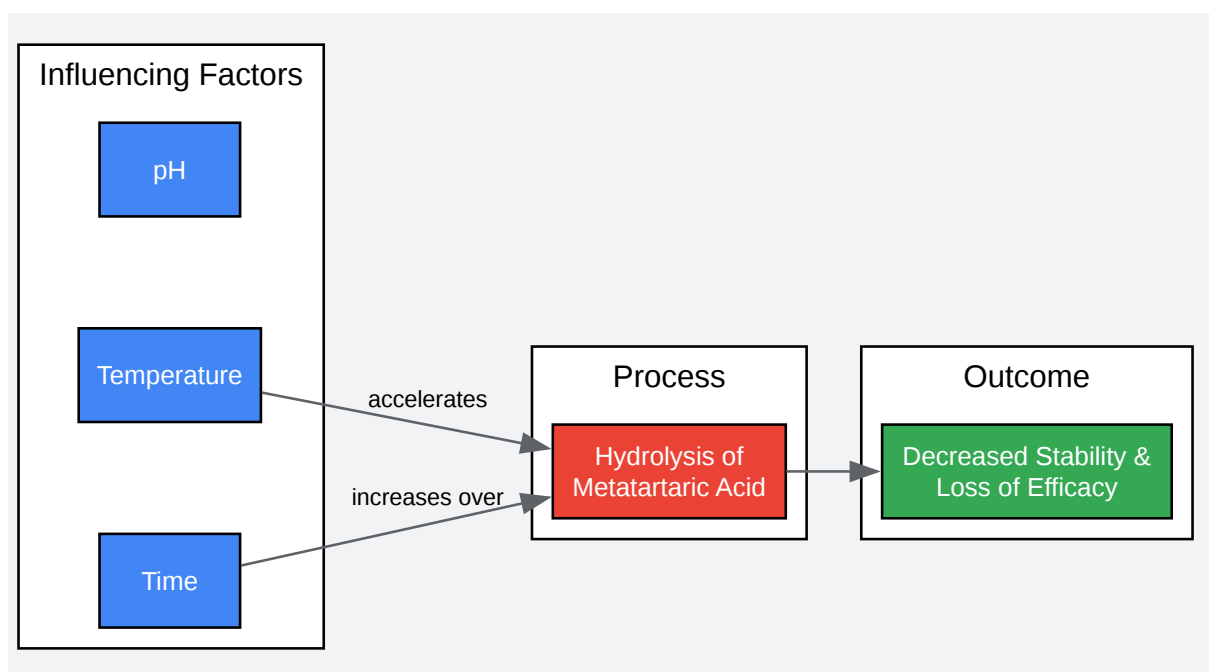 Influencing Factors
pH
Temperature
Time
accelerates
increases over
Process
Hydrolysis of
Metatartaric Acid
Outcome
Decreased Stability &
Loss of Efficacy